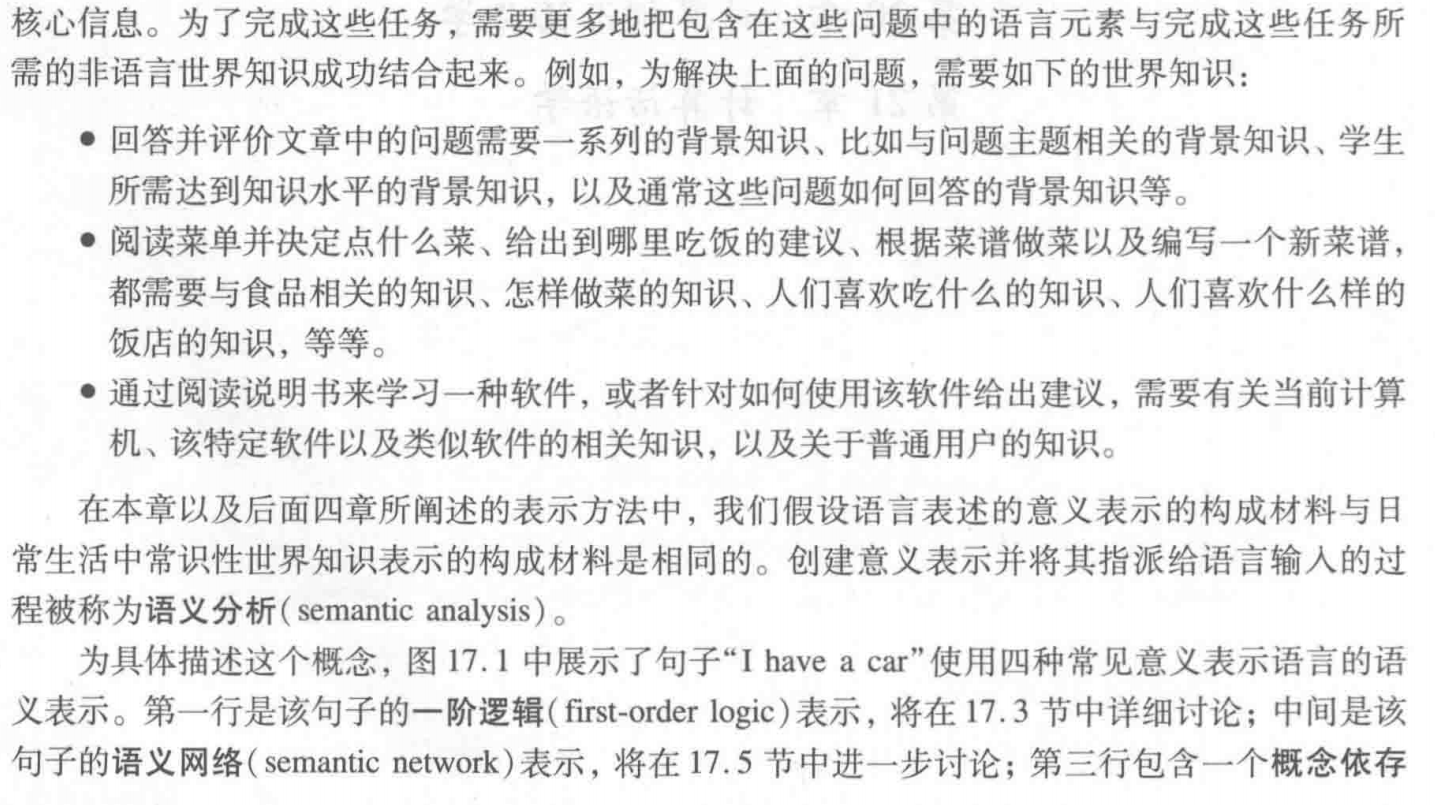 核心信息。为了完成这些任务，需要更多地把包含在这些问题中的语言元素与完成这些任务所
需的非语言世界知识成功结合起来。例如，为解决上面的问题，需要如下的世界知识：
● 回答并评价文章中的问题需要一系列的背景知识、比如与问题主题相关的背景知识、学生
所需达到知识水平的背景知识，以及通常这些问题如何回答的背景知识等。
● 阅读菜单并决定点什么菜、给出到哪里吃饭的建议、根据菜谱做菜以及编写一个新菜谱，
都需要与食品相关的知识、怎样做菜的知识、人们喜欢吃什么的知识、人们喜欢什么样的
饭店的知识，等等。
● 通过阅读说明书来学习一种软件，或者针对如何使用该软件给出建议，需要有关当前计算
机、该特定软件以及类似软件的相关知识，以及关于普通用户的知识。
在本章以及后面四章所阐述的表示方法中，我们假设语言表述的意义表示的构成材料与日
常生活中常识性世界知识表示的构成材料是相同的。创建意义表示并将其指派给语言输入的过
程被称为语义分析(semantic analysis)。
为具体描述这个概念，图 17.1 中展示了句子“I have a car”使用四种常见意义表示语言的语
义表示。第一行是该句子的一阶逻辑(first-order logic)表示，将在 17.3 节中详细讨论；中间是该
句子的语义网络(semantic network)表示，将在 17.5 节中进一步讨论；第三行包含一个概念依存